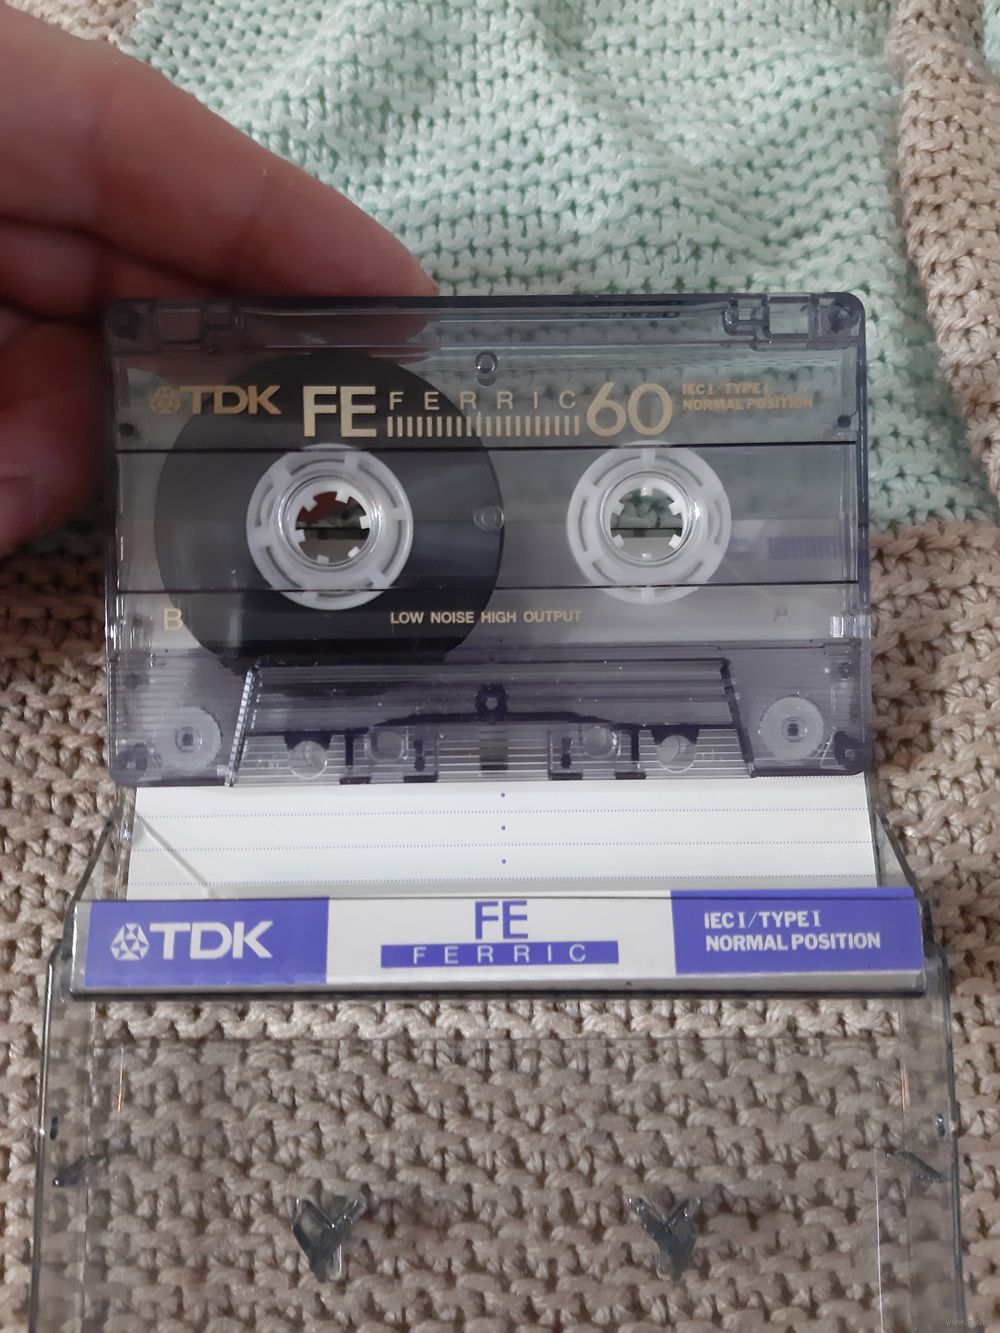 TDK FE FERRIC 60 IEC I / TYPE I
NORMAL POSITION
B LOW NOISE HIGH OUTPUT A
TDK FE IEC I / TYPE I
FERRIC NORMAL POSITION